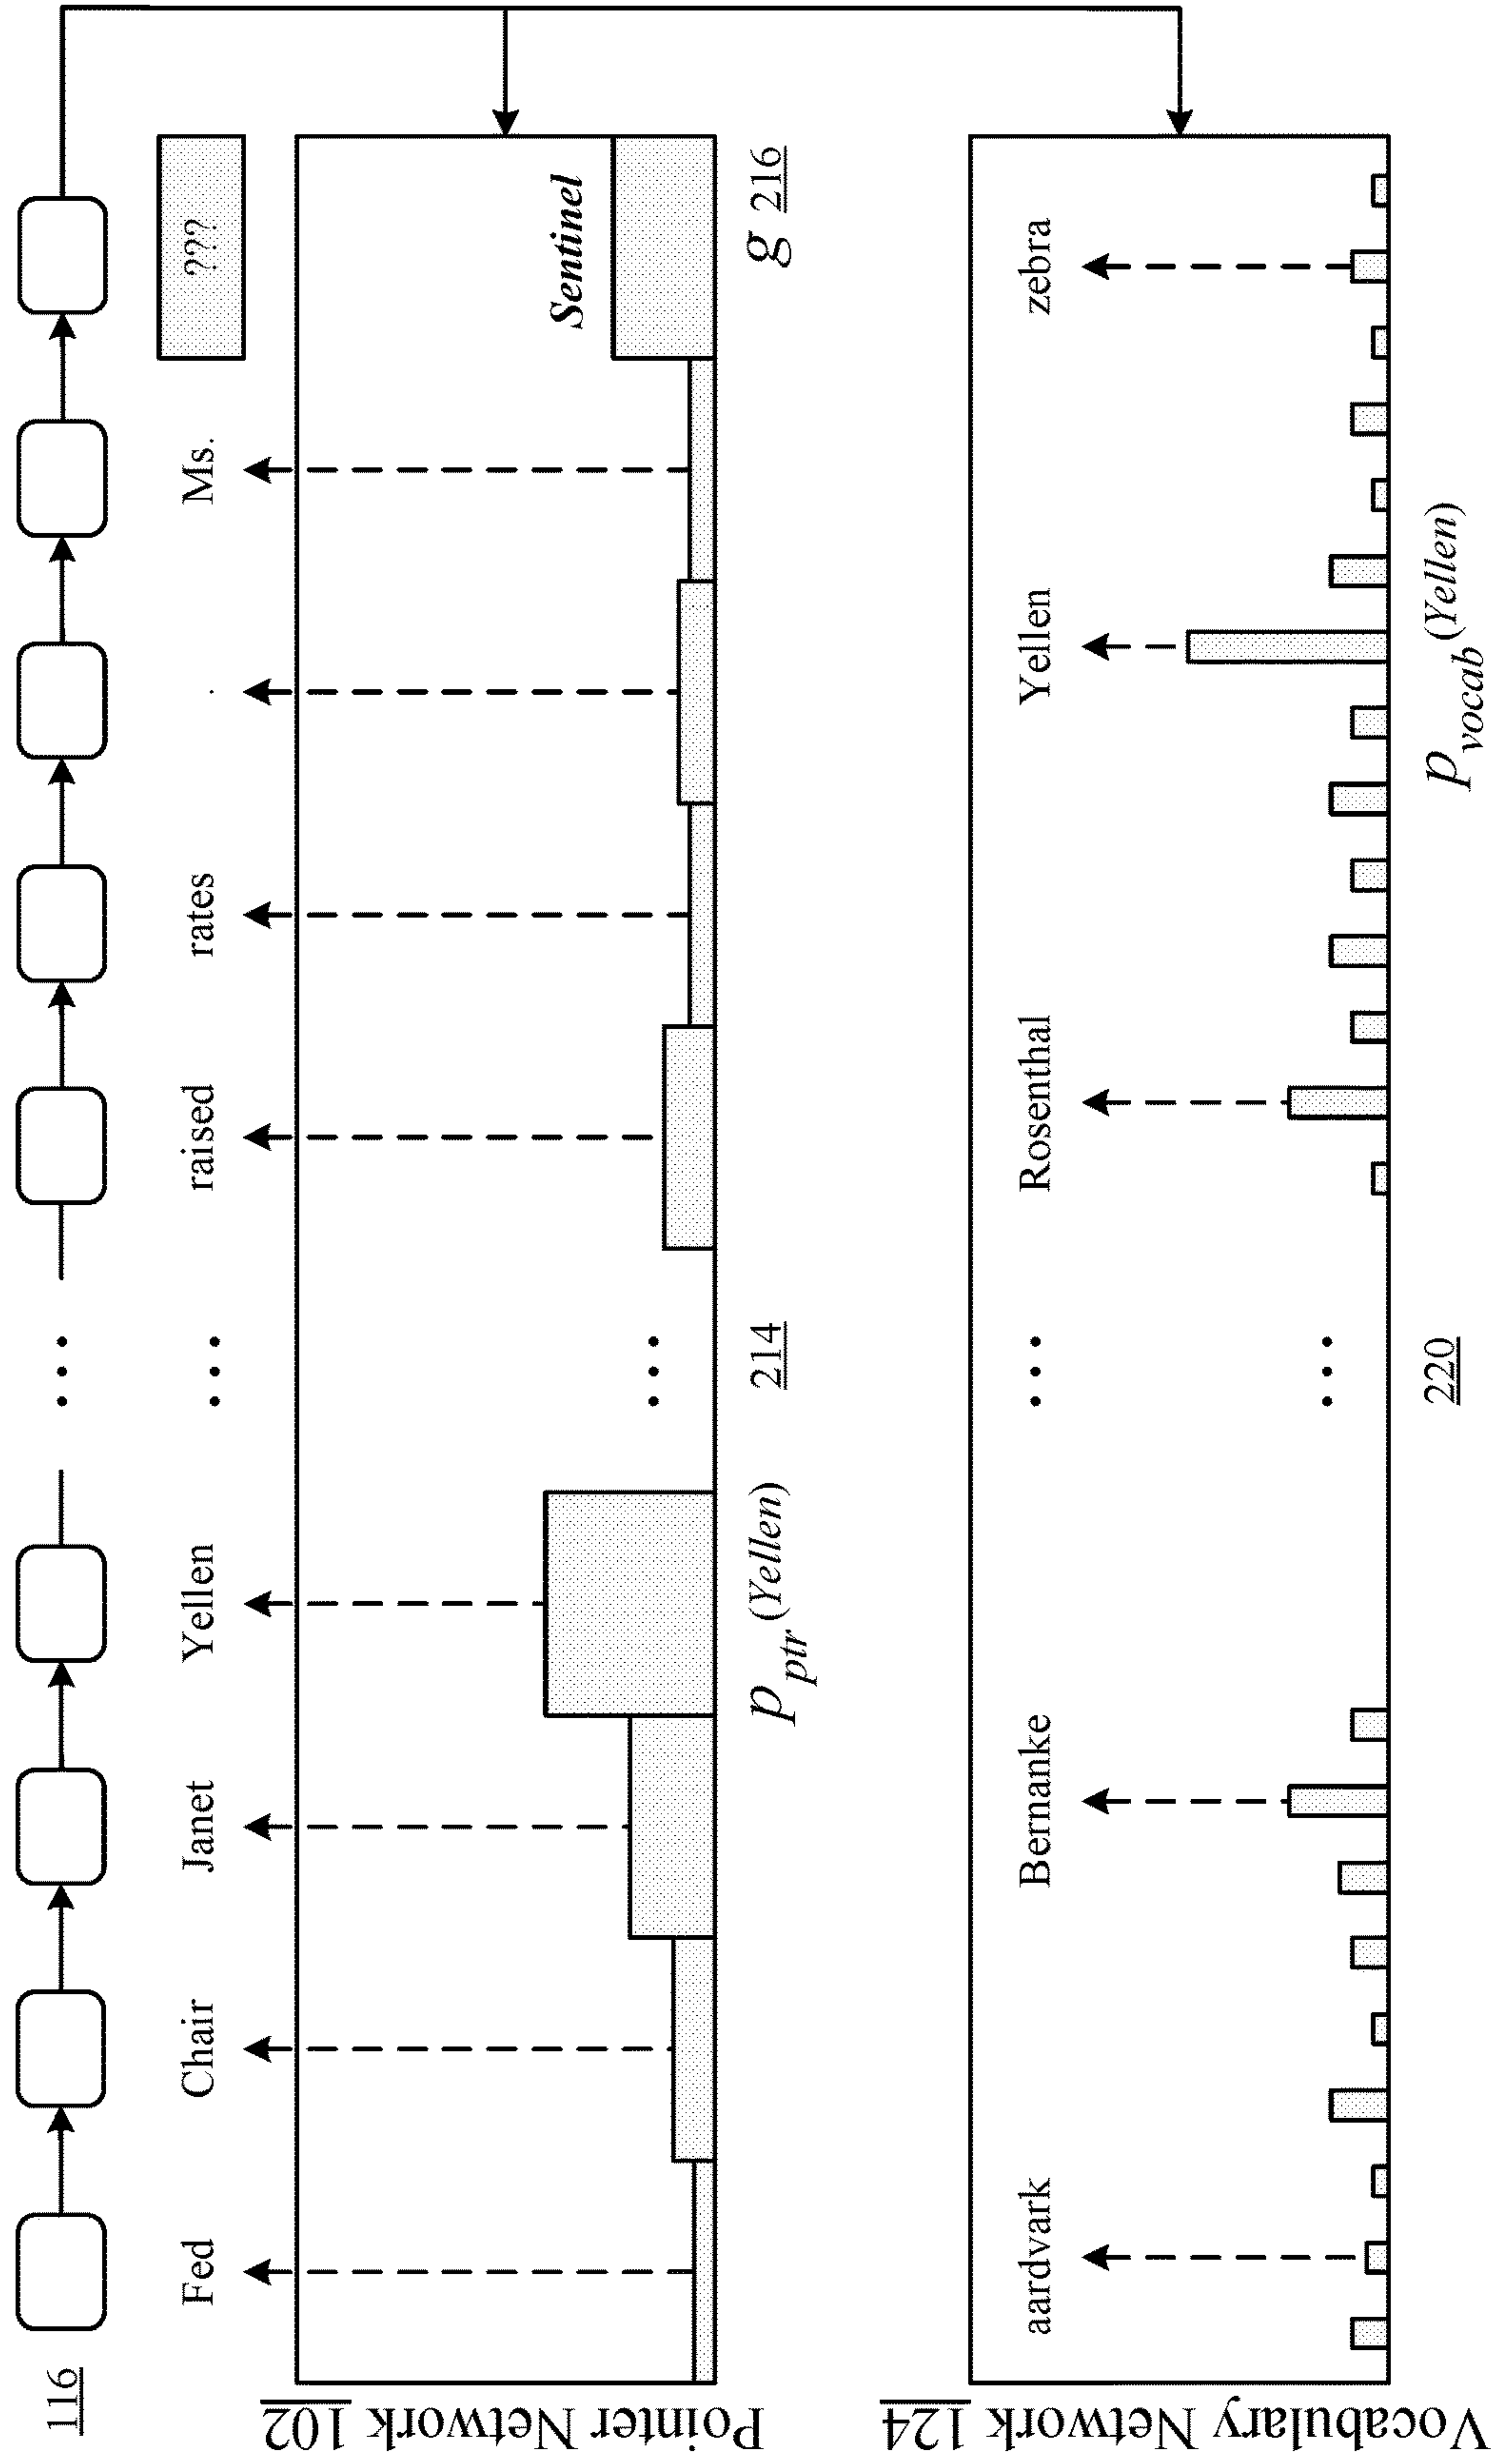 116
Fed Chair Janet Yellen ... raised rates . Ms. ???
Pointer Network 102
Sentinel
p_ptr(Yellen) 214 g 216
Vocabulary Network 124
aardvark Bernanke ... Rosenthal Yellen zebra
...
220 p_vocab(Yellen)